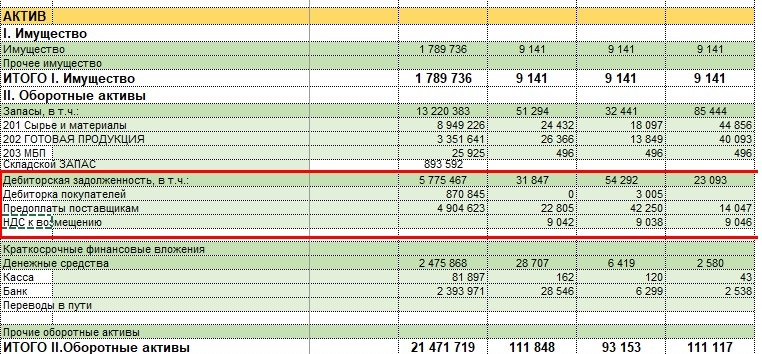 АКТИВ
I. Имущество
Имущество 1 789 736 9 141 9 141 9 141
Прочее имущество
ИТОГО I. Имущество 1 789 736 9 141 9 141 9 141
II. Оборотные активы
Запасы, в т.ч.: 13 220 383 51 294 32 441 85 444
201 Сырье и материалы 8 949 226 24 432 18 097 44 856
202 ГОТОВАЯ ПРОДУКЦИЯ 3 351 641 26 366 13 849 40 093
203 МБП 25 925 496 496 496
Складской ЗАПАС 893 592
Дебиторская задолженность, в т.ч.: 5 775 467 31 847 54 292 23 093
Дебиторка покупателей 870 845 0 3 005
Предоплаты поставщикам 4 904 623 22 805 42 250 14 047
НДС к возмещению 9 042 9 038 9 046
Краткосрочные финансовые вложения
Денежные средства 2 475 868 28 707 6 419 2 580
Касса 81 897 162 120 43
Банк 2 393 971 28 546 6 299 2 538
Переводы в пути
Прочие оборотные активы
ИТОГО II.Оборотные активы 21 471 719 111 848 93 153 111 117